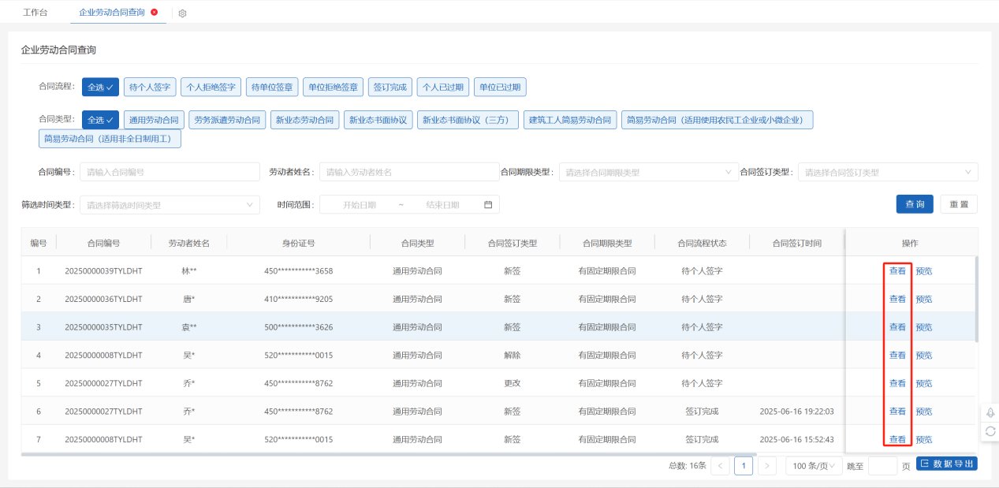 工作台 企业劳动合同查询
企业劳动合同查询
合同流程: 全选 待个人签字 个人拒绝签字 待单位签章 单位拒绝签章 签订完成 个人已过期 单位已过期
合同类型: 全选 通用劳动合同 劳务派遣劳动合同 新业态劳动合同 新业态书面协议 新业态书面协议（三方） 建筑工人简易劳动合同 简易劳动合同（适用使用农民工企业或小微企业）
简易劳动合同（适用非全日制用工）
合同编号: 请输入合同编号 劳动者姓名: 请输入劳动者姓名 合同期限类型: 请选择合同期限类型 合同签订类型: 请选择合同签订类型
筛选时间类型: 请选择筛选时间类型 时间范围: 开始日期 ~ 结束日期 查询 重置
编号 合同编号 劳动者姓名 身份证号 合同类型 合同签订类型 合同期限类型 合同流程状态 合同签订时间 操作
1 20250000039TYLDHT 林** 450***********3658 通用劳动合同 新签 有固定期限合同 待个人签字 查看 预览
2 20250000036TYLDHT 唐* 410***********9205 通用劳动合同 新签 有固定期限合同 待个人签字 查看 预览
3 20250000035TYLDHT 袁** 500***********3626 通用劳动合同 新签 有固定期限合同 待个人签字 查看 预览
4 20250000008TYLDHT 吴* 520***********0015 通用劳动合同 解除 有固定期限合同 待个人签字 查看 预览
5 20250000027TYLDHT 乔* 450***********8762 通用劳动合同 更改 有固定期限合同 待个人签字 查看 预览
6 20250000027TYLDHT 乔* 450***********8762 通用劳动合同 新签 有固定期限合同 签订完成 2025-06-16 19:22:03 查看 预览
7 20250000008TYLDHT 吴* 520***********0015 通用劳动合同 新签 有固定期限合同 签订完成 2025-06-16 15:52:43 查看 预览
总数: 16条 < 1 > 100 条/页 跳至 页 数据导出